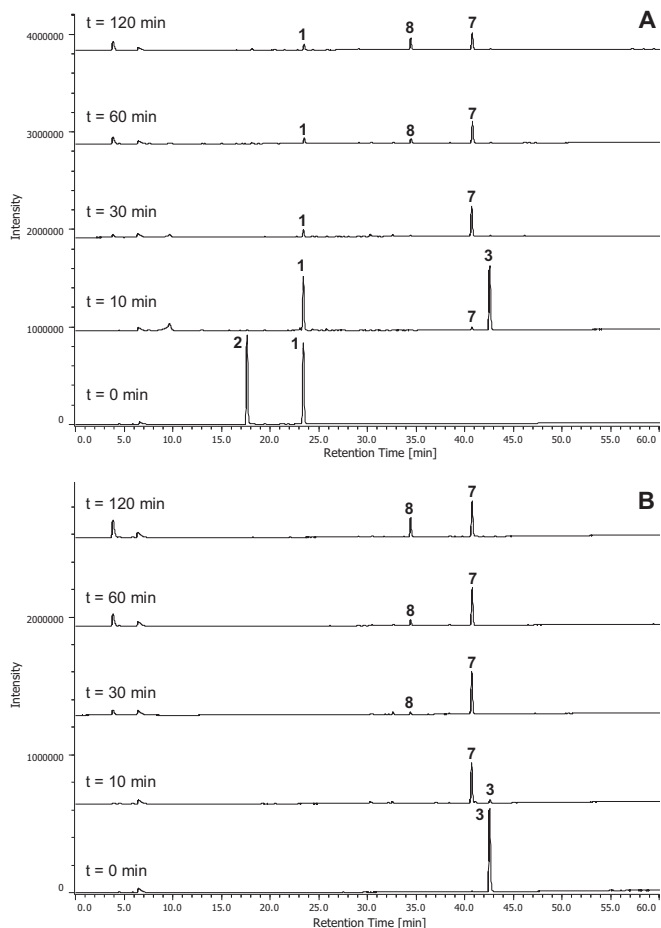 A
4000000
t = 120 min
1
8
7
t = 60 min
3000000
1
8
7
t = 30 min
2000000
1
7
t = 10 min
1000000
1
7
3
t = 0 min
0
2
1
Intensity
0.0 5.0 10.0 15.0 20.0 25.0 30.0 35.0 40.0 45.0 50.0 55.0 60.0
Retention Time [min]
B
t = 120 min
8
7
t = 60 min
2000000
8
7
t = 30 min
8
7
1000000
t = 10 min
7
3
t = 0 min
3
0
Intensity
0.0 5.0 10.0 15.0 20.0 25.0 30.0 35.0 40.0 45.0 50.0 55.0 60.0
Retention Time [min]